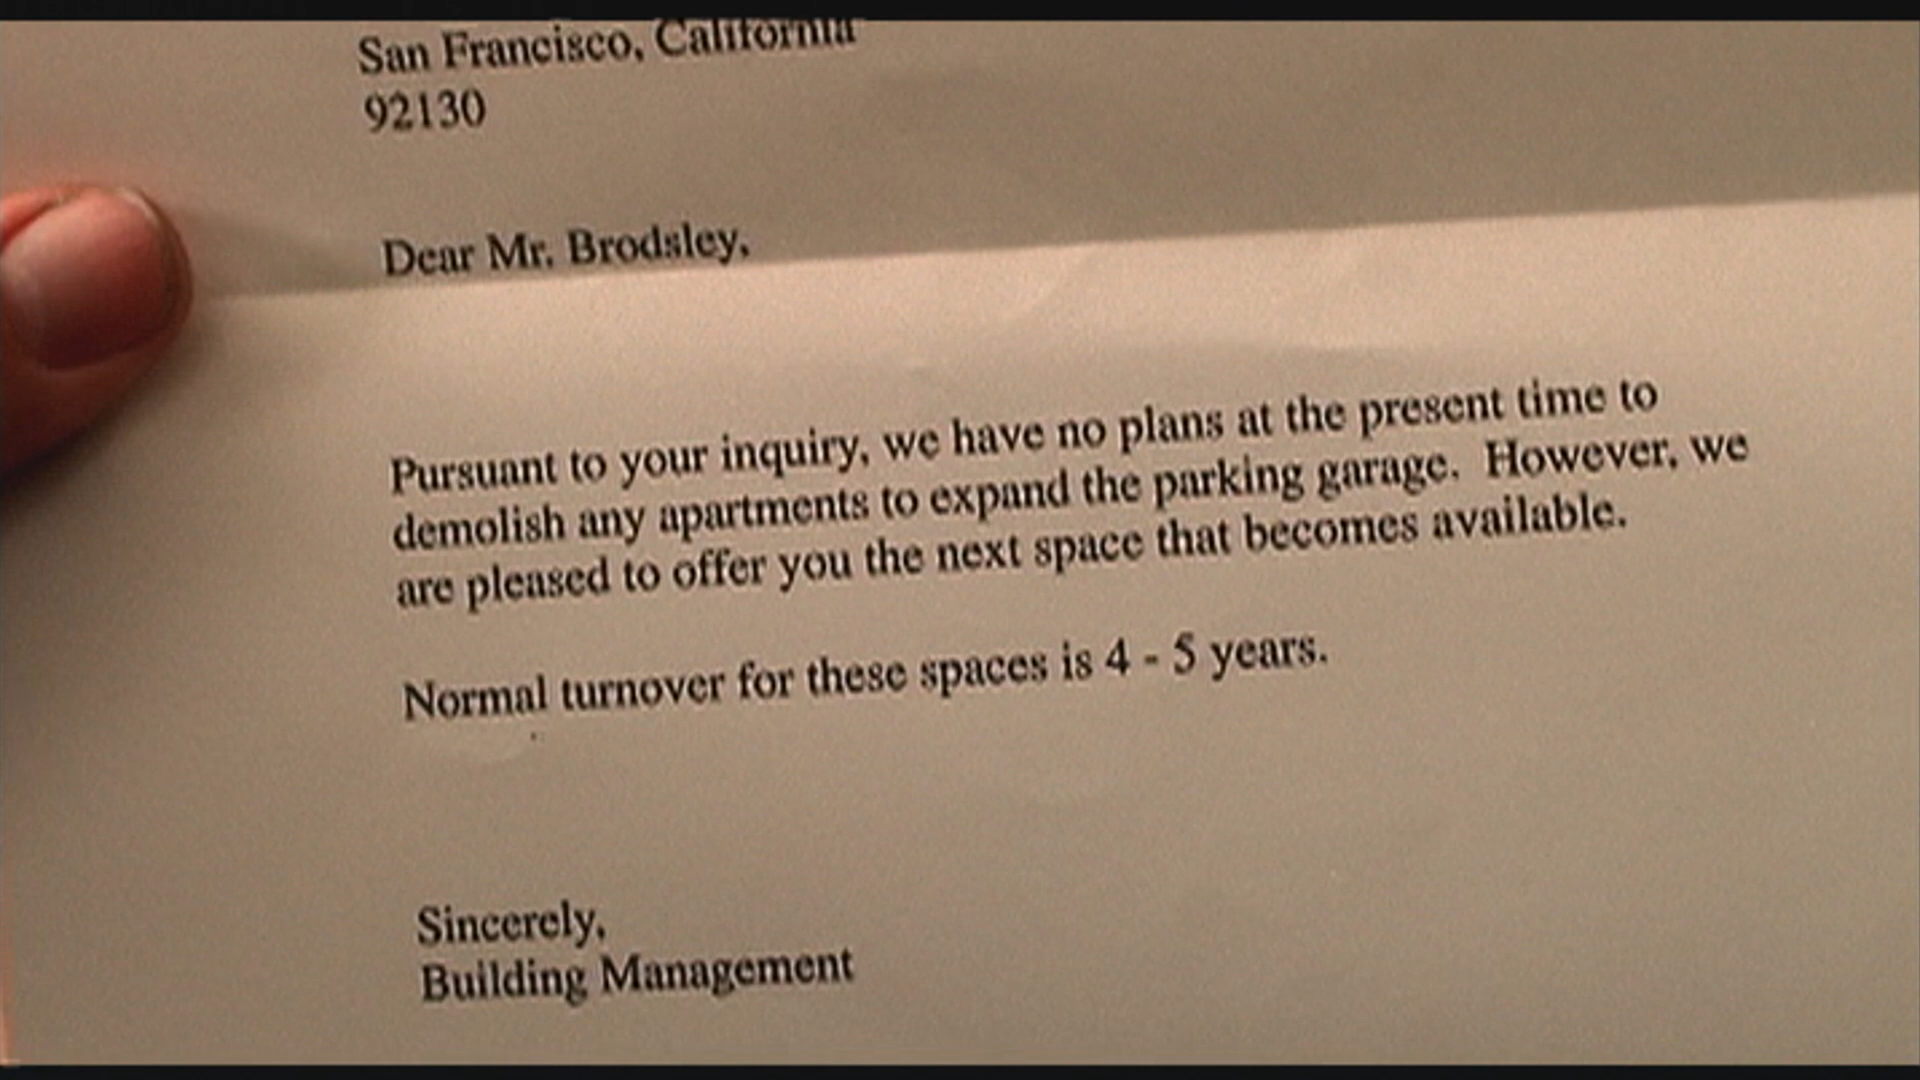 San Francisco, California
92130
Dear Mr. Brodsley,
Pursuant to your inquiry, we have no plans at the present time to
demolish any apartments to expand the parking garage. However, we
are pleased to offer you the next space that becomes available.
Normal turnover for these spaces is 4 - 5 years.
Sincerely,
Building Management